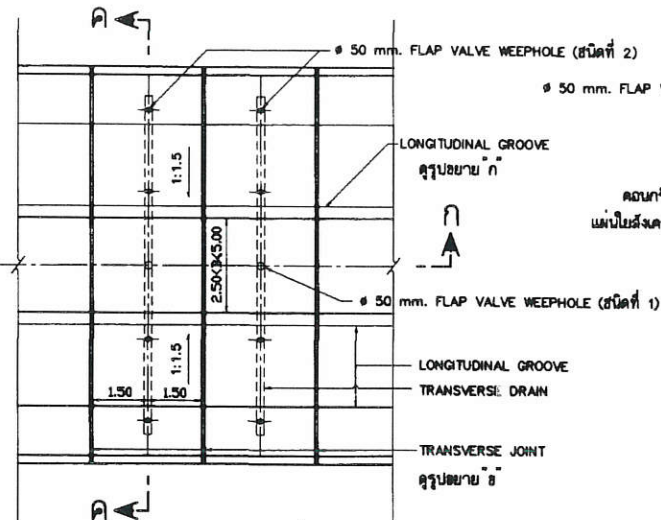 ค
ø 50 mm. FLAP VALVE WEEPHOLE (ชนิดที่ 2)
ø 50 mm. FLAP
LONGITUDINAL GROOVE
ดูรูปขยาย "ก"
1:1.5
ก
2.50<B<5.00
ø 50 mm. FLAP VALVE WEEPHOLE (ชนิดที่ 1)
1:1.5
LONGITUDINAL GROOVE
1.50
1.50
TRANSVERSE DRAIN
TRANSVERSE JOINT
ดูรูปขยาย "ข"
ค